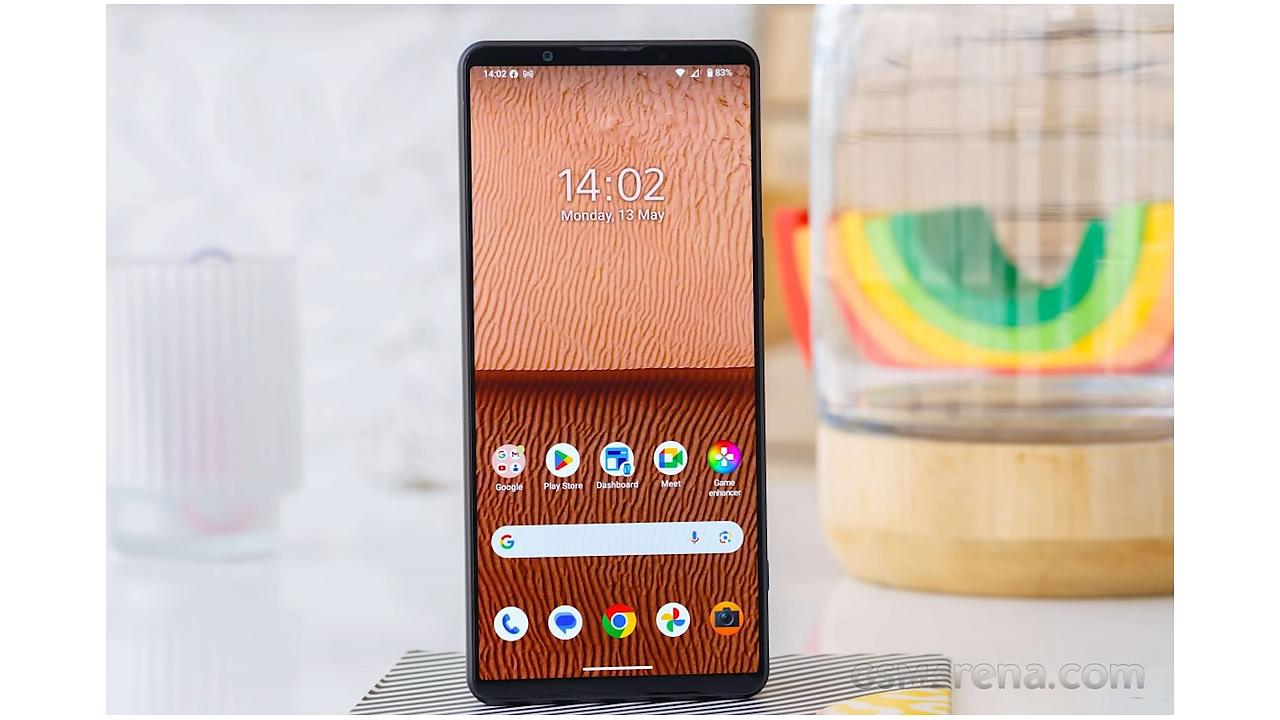 14:02
83%
14:02
Monday, 13 May
Google
Play Store
Dashboard
Meet
Game
enhancer
GSMArena.com